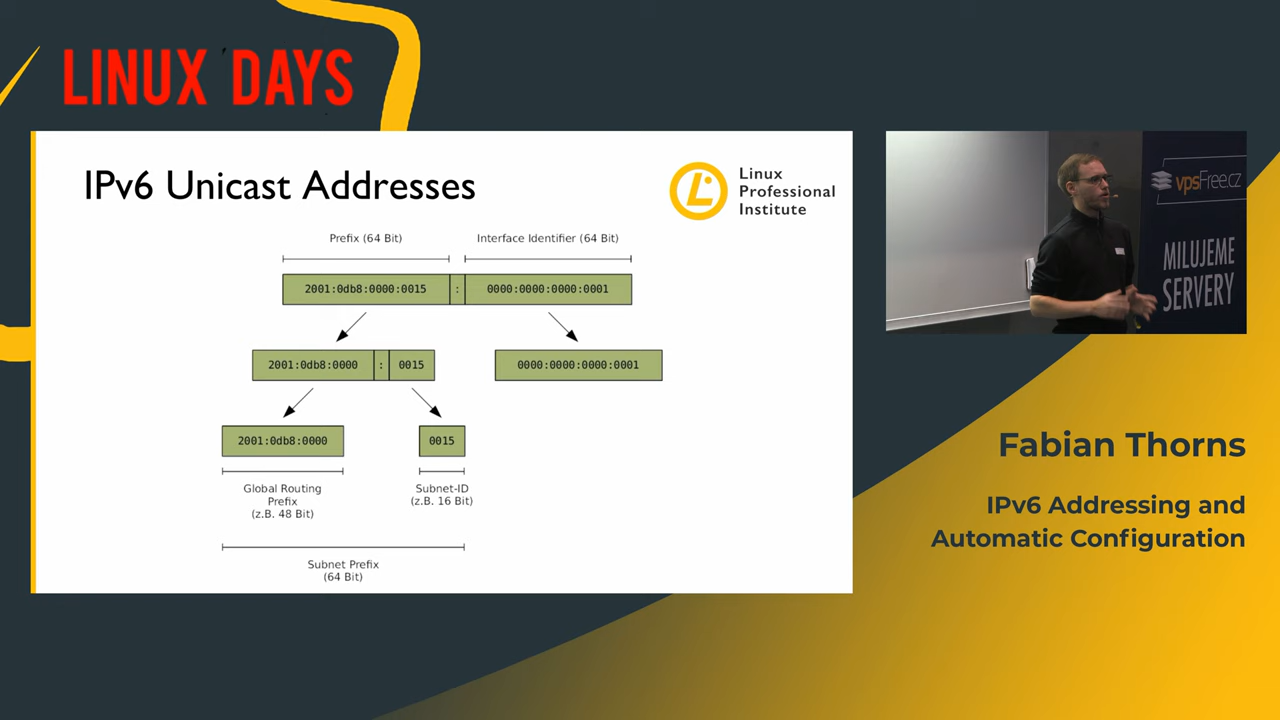 LINUX DAYS
IPv6 Unicast Addresses
Linux
Professional
Institute
Prefix (64 Bit)
Interface Identifier (64 Bit)
2001:0db8:0000:0015
:
0000:0000:0000:0001
2001:0db8:0000
:
0015
0000:0000:0000:0001
2001:0db8:0000
0015
Global Routing
Prefix
(z.B. 48 Bit)
Subnet-ID
(z.B. 16 Bit)
Subnet Prefix
(64 Bit)
vpsFree.cz
MILUJEME
SERVERY
Fabian Thorns
IPv6 Addressing and
Automatic Configuration